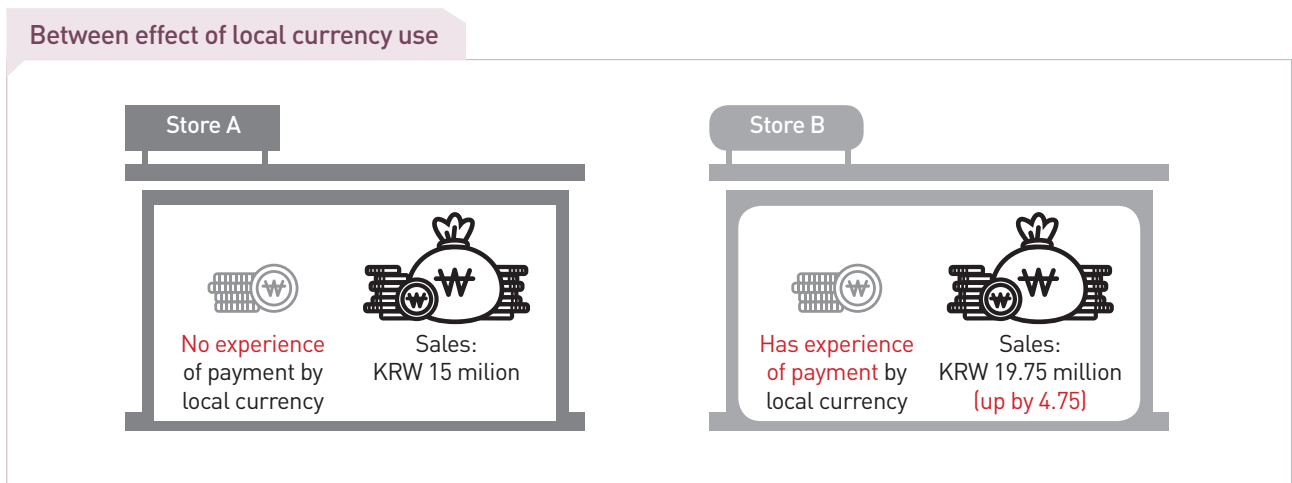 Between effect of local currency use
Store A
No experience
of payment by
local currency
Sales:
KRW 15 milion
Store B
Has experience
of payment by
local currency
Sales:
KRW 19.75 million
(up by 4.75)